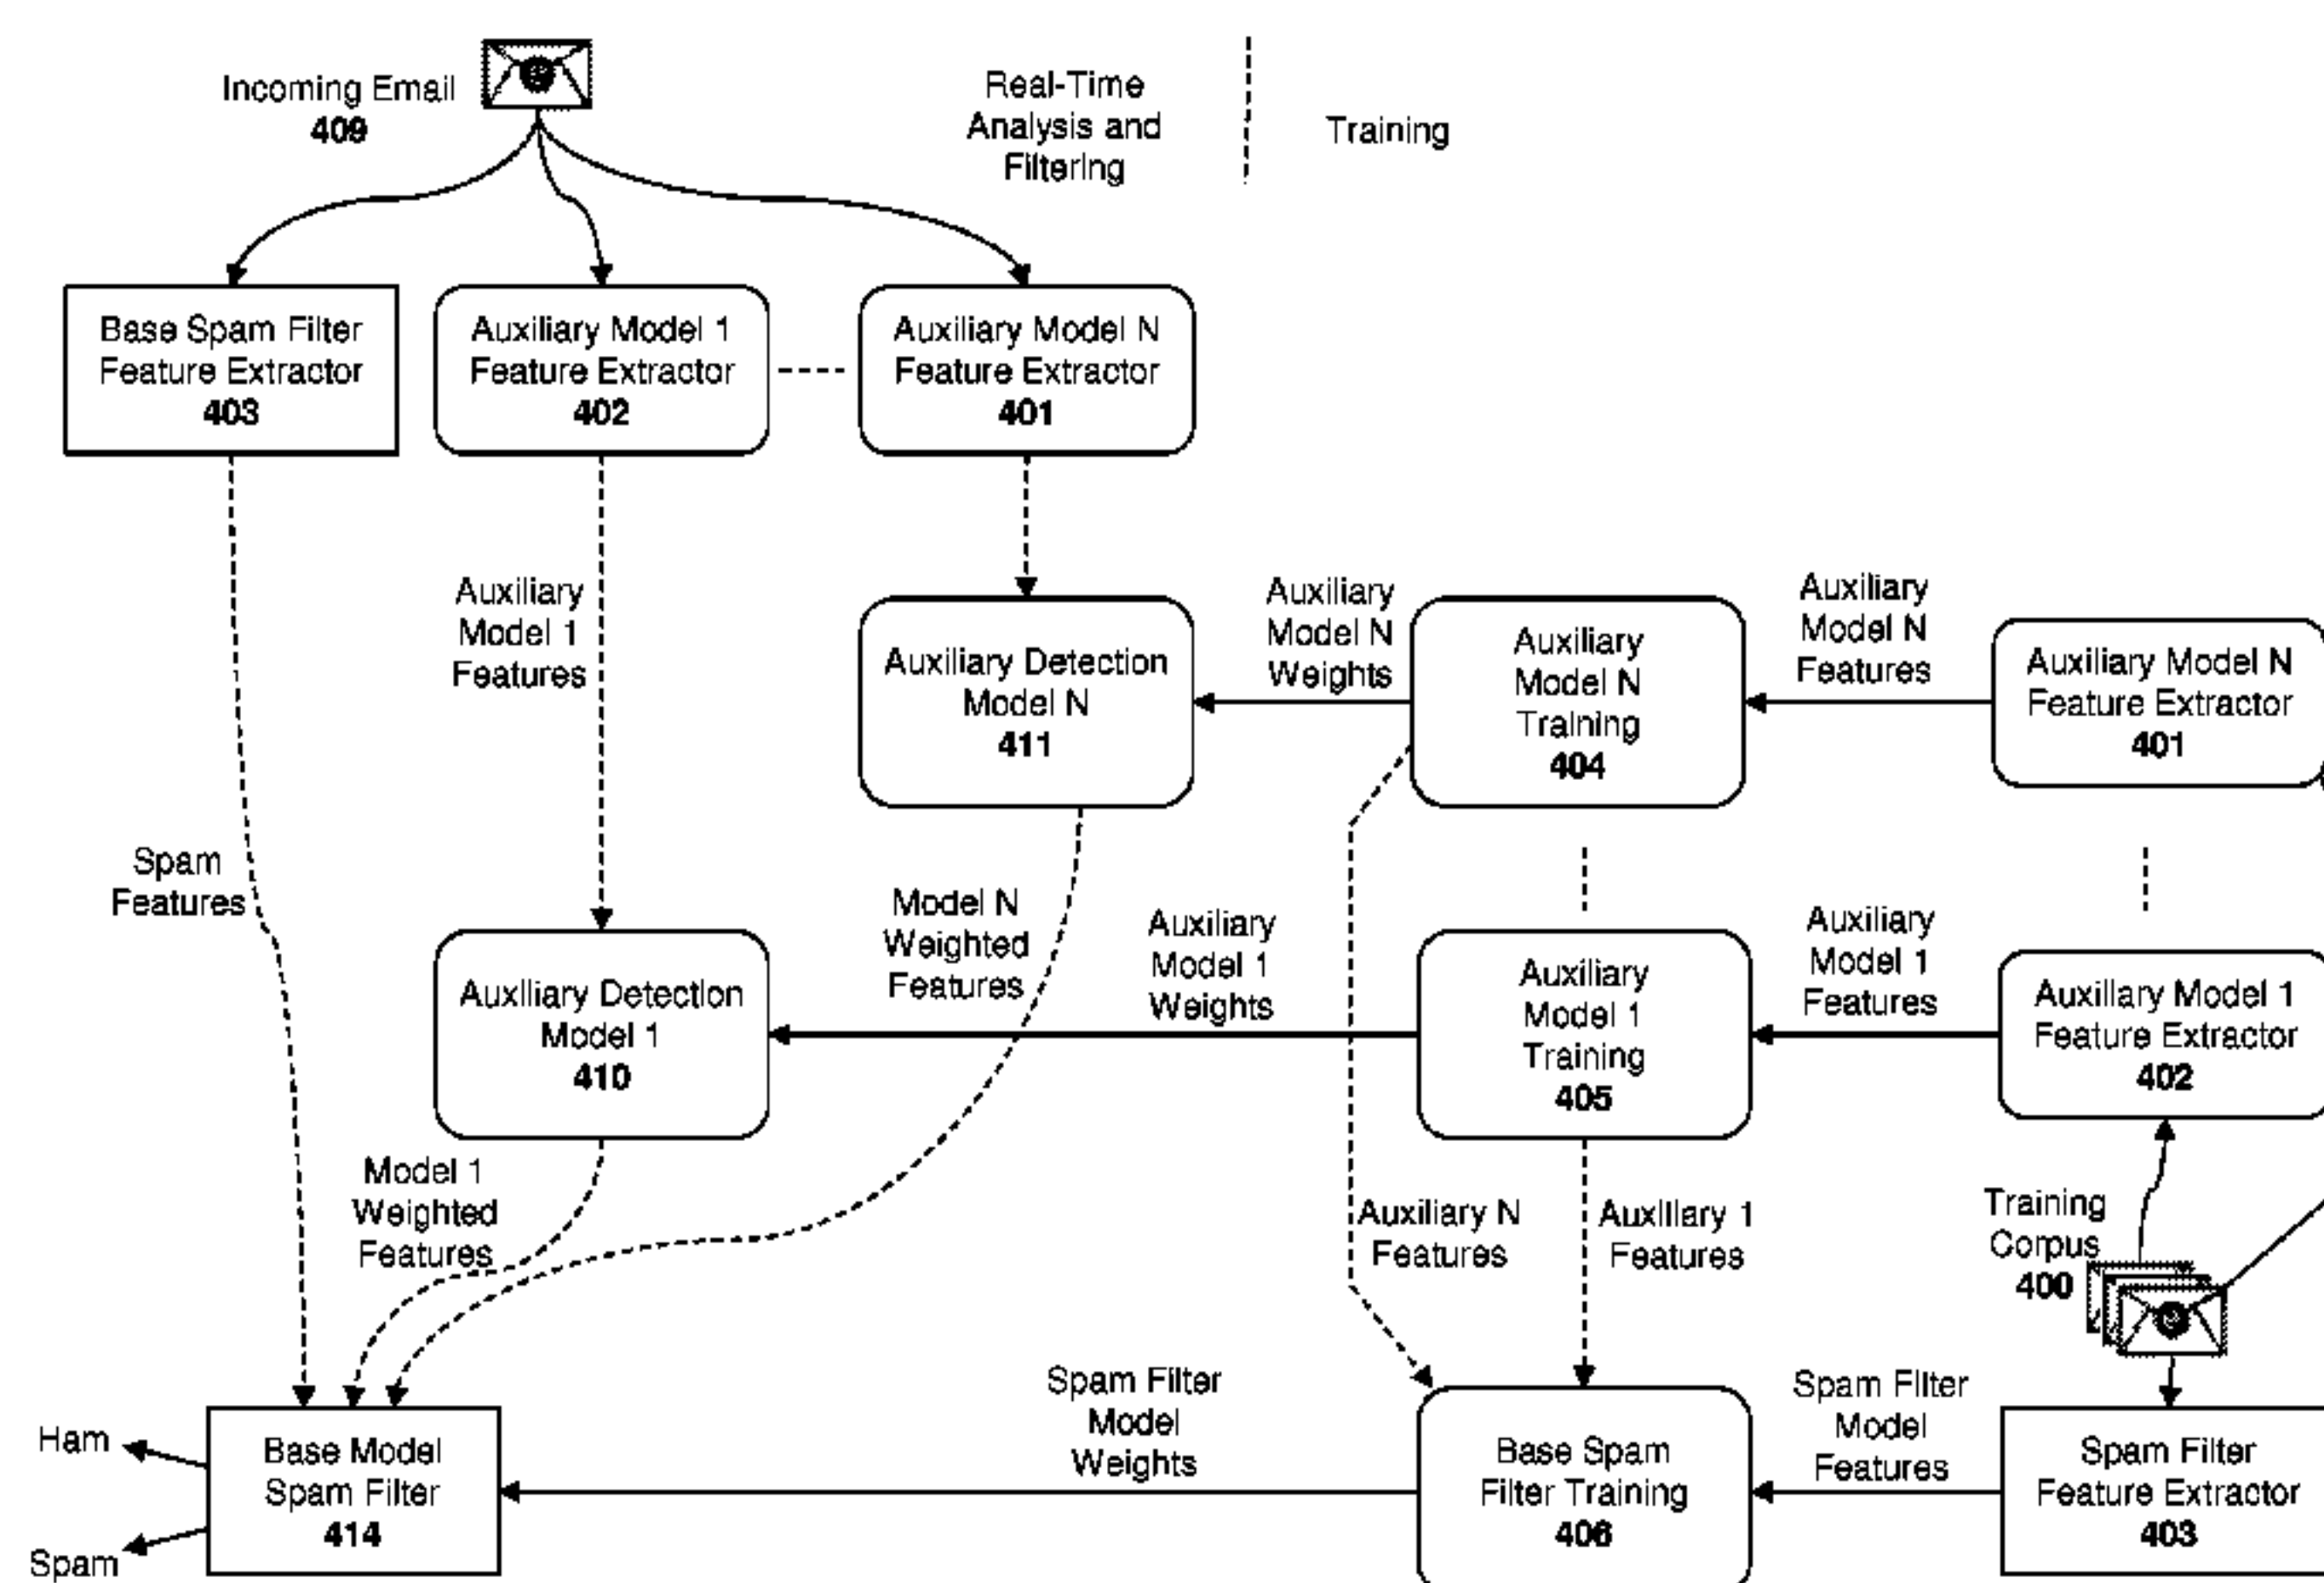 Incoming Email
409
Real-Time
Analysis and
Filtering
Training
Base Spam Filter
Feature Extractor
403
Auxiliary Model 1
Feature Extractor
402
Auxiliary Model N
Feature Extractor
401
Auxiliary
Model 1
Features
Auxiliary Detection
Model N
411
Auxiliary
Model N
Weights
Auxiliary
Model N
Training
404
Auxiliary
Model N
Features
Auxiliary Model N
Feature Extractor
401
Spam
Features
Auxiliary Detection
Model 1
410
Model N
Weighted
Features
Auxiliary
Model 1
Weights
Auxiliary
Model 1
Training
405
Auxiliary
Model 1
Features
Auxiliary Model 1
Feature Extractor
402
Model 1
Weighted
Features
Auxiliary N
Features
Auxiliary 1
Features
Training
Corpus
400
Ham
Spam
Base Model
Spam Filter
414
Spam Filter
Model
Weights
Base Spam
Filter Training
406
Spam Filter
Model
Features
Spam Filter
Feature Extractor
403